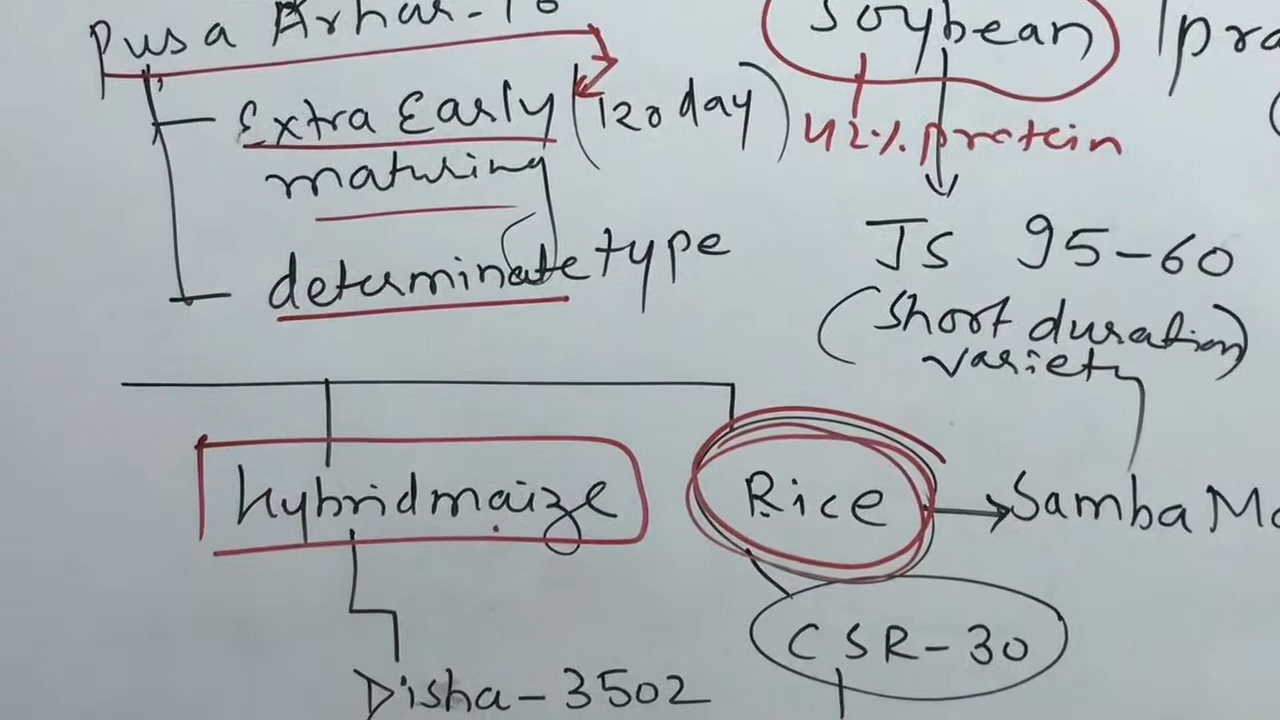 Pusa Arhar-16
Extra Early (120 day)
maturing
determinate type
Soybean
42% protein
JS 95-60
(short duration)
variety
hybrid maize
Disha-3502
Rice
Samba
CSR-30